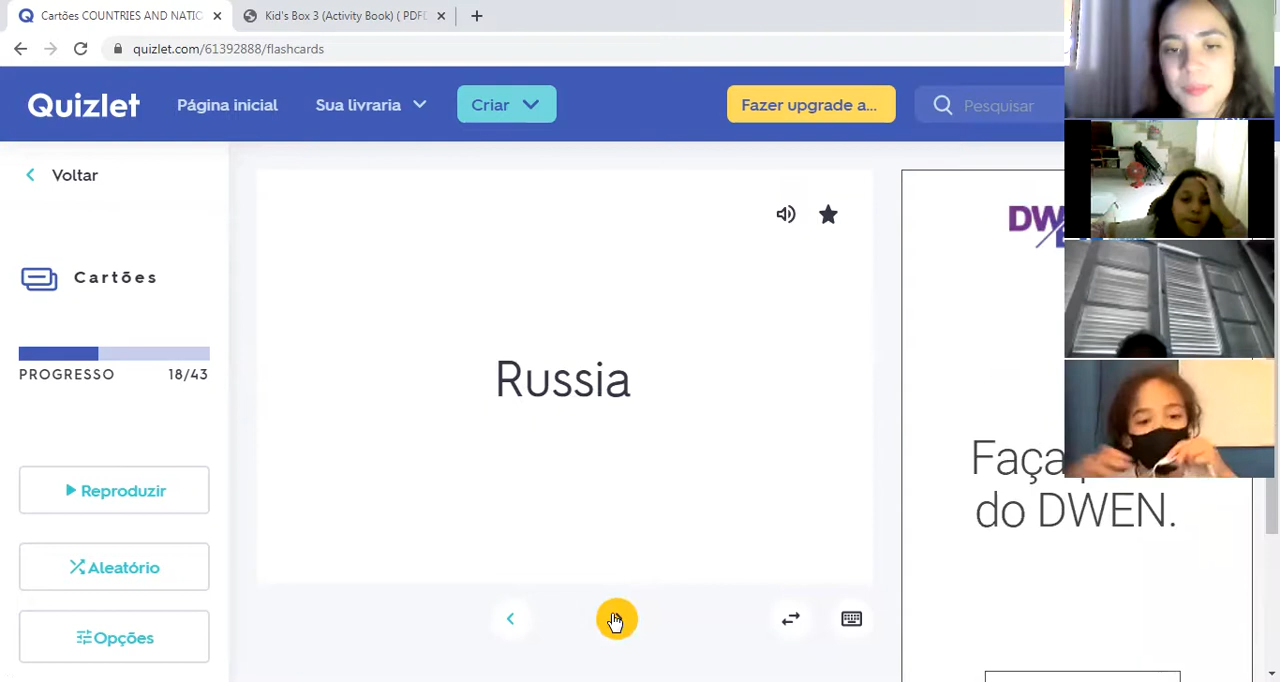 Cartões COUNTRIES AND NATIC
Kid's Box 3 (Activity Book) ( PDF
quizlet.com/61392888/flashcards
Quizlet
Página inicial
Sua livraria
Criar
Fazer upgrade a...
Pesquisar
Voltar
Cartões
PROGRESSO 18/43
Reproduzir
Aleatório
Opções
Russia
DW
Faça
do DWEN.